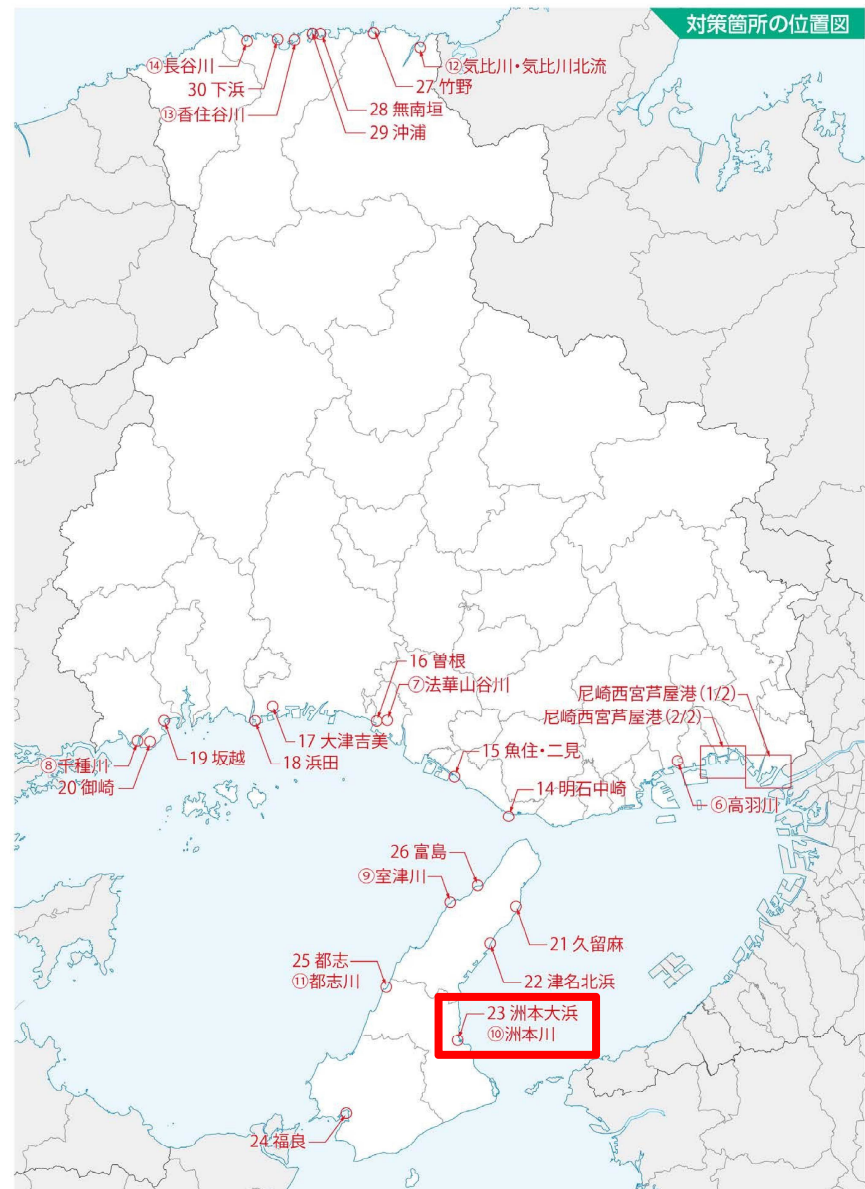 対策箇所の位置図
⑭長谷川
30 下浜
⑬香住谷川
⑫気比川・気比川北流
27 竹野
28 無南垣
29 沖浦
16 曽根
⑦法華山谷川
尼崎西宮芦屋港(1/2)
尼崎西宮芦屋港(2/2)
17 大津吉美
18 浜田
19 坂越
⑧千種川
20 御崎
15 魚住・二見
14 明石中崎
⑥高羽川
26 富島
⑨室津川
21 久留麻
22 津名北浜
25 都志
⑪都志川
23 洲本大浜
⑩洲本川
24 福良